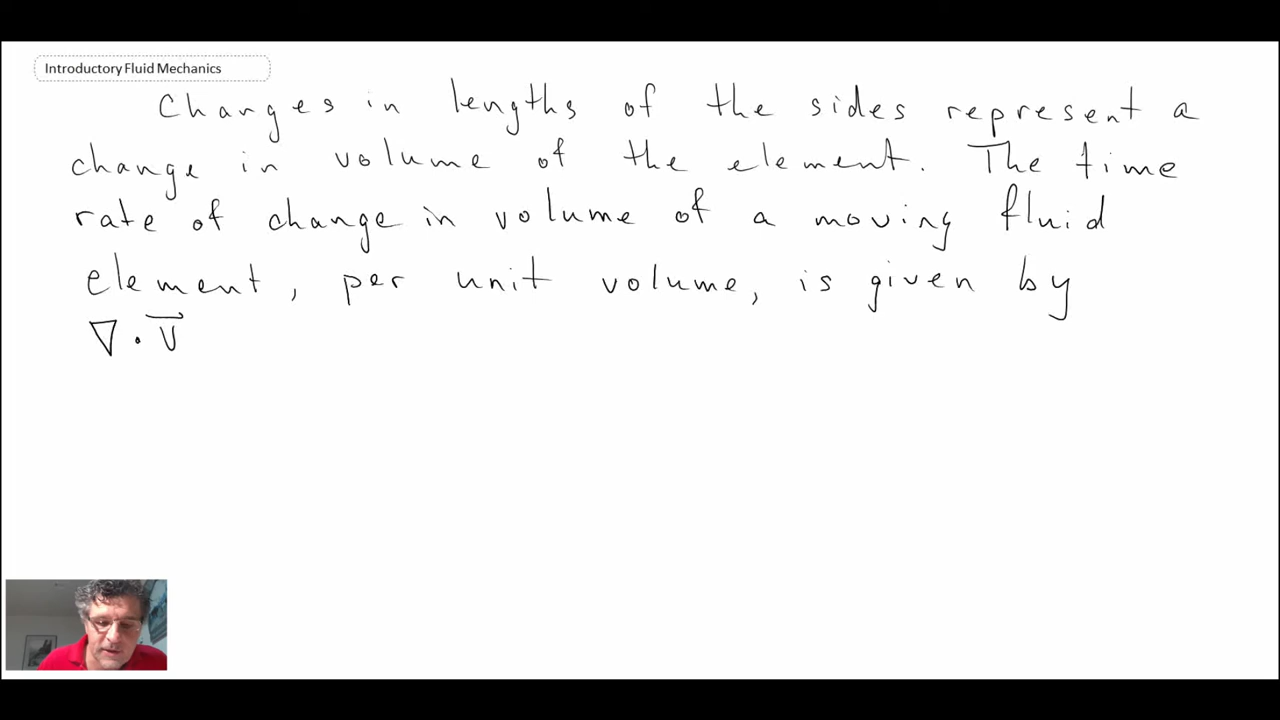 Introductory Fluid Mechanics
Changes in lengths of the sides represent a
change in volume of the element. The time
rate of change in volume of a moving fluid
element, per unit volume, is given by
∇ · v⃗